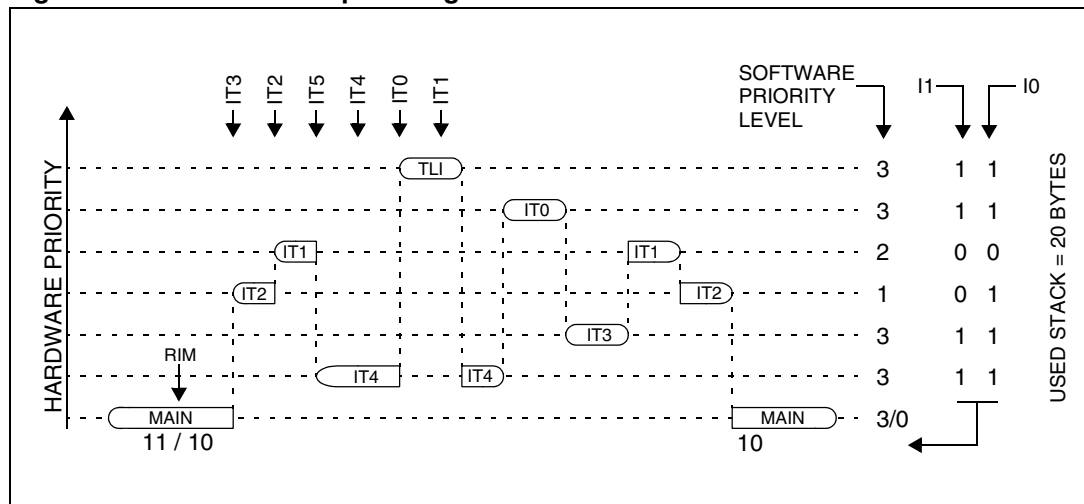 IT3
IT2
IT5
IT4
IT0
IT1
SOFTWARE
PRIORITY
LEVEL
I1
I0
HARDWARE PRIORITY
USED STACK = 20 BYTES
TLI
3
1 1
IT0
3
1 1
IT1
IT1
2
0 0
IT2
IT2
1
0 1
IT3
3
1 1
RIM
IT4
IT4
3
1 1
MAIN
MAIN
3/0
11 / 10
10